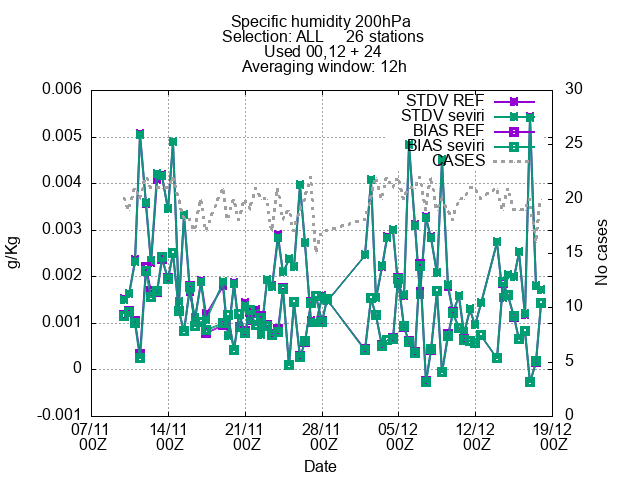 Specific humidity 200hPa
Selection: ALL 26 stations
Used 00,12 + 24
Averaging window: 12h
STDV REF
STDV seviri
BIAS REF
BIAS seviri
CASES
g/Kg
0.006
0.005
0.004
0.003
0.002
0.001
0
-0.001
No cases
30
25
20
15
10
5
0
07/11 14/11 21/11 28/11 05/12 12/12 19/12
00Z 00Z 00Z 00Z 00Z 00Z 00Z
Date